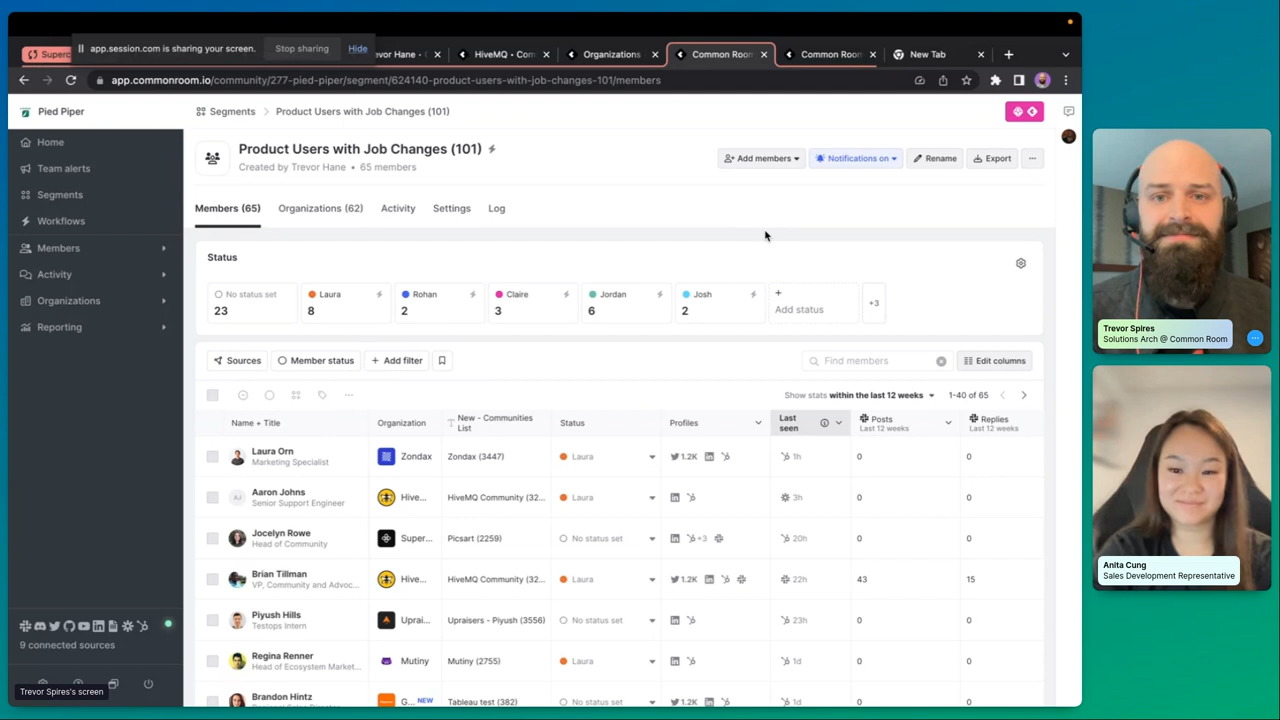 Superc
app.session.com is sharing your screen.
Stop sharing
Hide
vor Hane - 
HiveMQ • Com
Organizations
Common Roo
Common Roo
New Tab
app.commonroom.io/community/277-pied-piper/segment/624140-product-users-with-job-changes-101/members
Pied Piper
Segments
Product Users with Job Changes (101)
Home
Team alerts
Segments
Workflows
Members
Activity
Organizations
Reporting
9 connected sources
Trevor Spires's screen
Product Users with Job Changes (101)
Created by Trevor Hane • 65 members
Add members
Notifications on
Rename
Export
Members (65)
Organizations (62)
Activity
Settings
Log
Status
No status set
23
Laura
8
Rohan
2
Claire
3
Jordan
6
Josh
2
+
Add status
+3
Sources
Member status
Add filter
Find members
Edit columns
Show stats within the last 12 weeks
1-40 of 65
Name + Title
Organization
New - Communities
List
Status
Profiles
Last
seen
Posts
Last 12 weeks
Replies
Last 12 weeks
Laura Orn
Marketing Specialist
Zondax
Zondax (3447)
Laura
1.2K
1h
0
0
AJ
Aaron Johns
Senior Support Engineer
Hive...
HiveMQ Community (32...
Laura
3h
0
0
Jocelyn Rowe
Head of Community
Super...
Picsart (2259)
No status set
+3
20h
0
0
Brian Tillman
VP, Community and Advoc...
Hive...
HiveMQ Community (32...
Laura
1.2K
22h
43
15
Piyush Hills
Testops Intern
Uprai...
Upraisers - Piyush (3556)
No status set
23h
0
0
Regina Renner
Head of Ecosystem Market...
Mutiny
Mutiny (2755)
Laura
1d
0
0
Brandon Hintz
G...
NEW
Tableau test (382)
No status set
1d
0
0
Trevor Spires
Solutions Arch @ Common Room
Anita Cung
Sales Development Representative